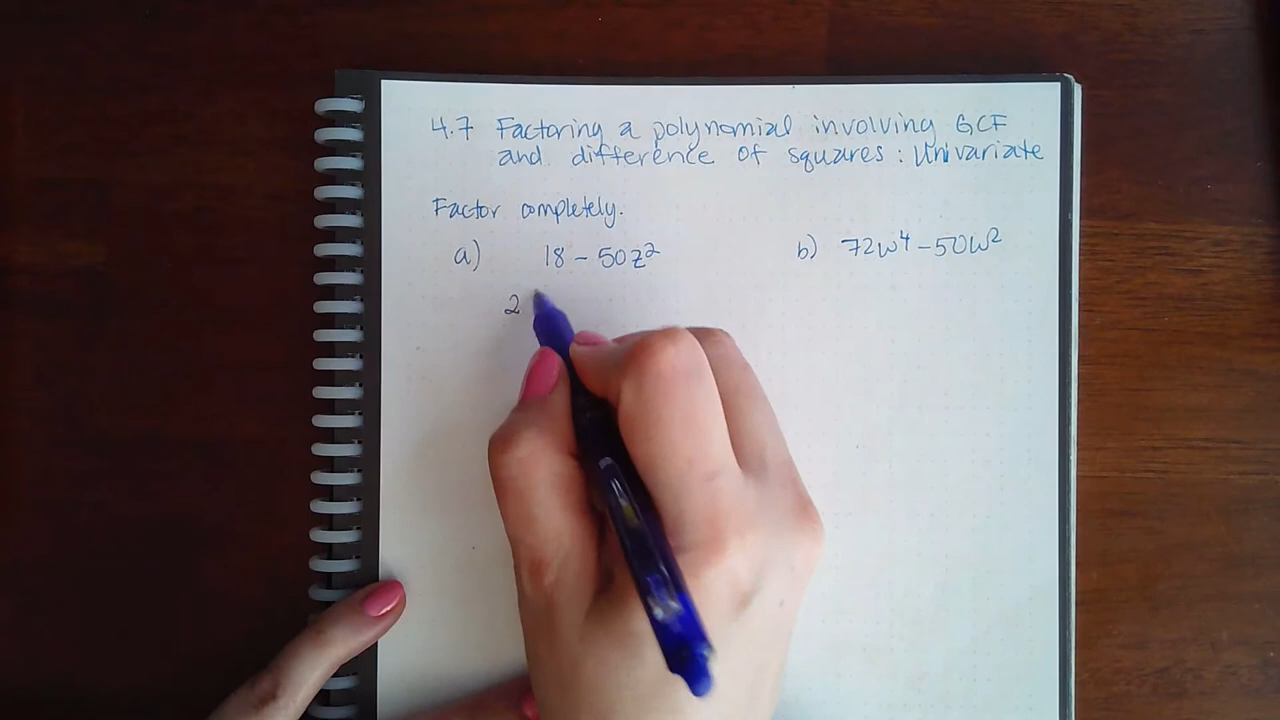 4.7 Factoring a polynomial involving GCF
and difference of squares: Univariate
Factor completely.
a) 18 - 50z² b) 72w⁴ - 50w²
2